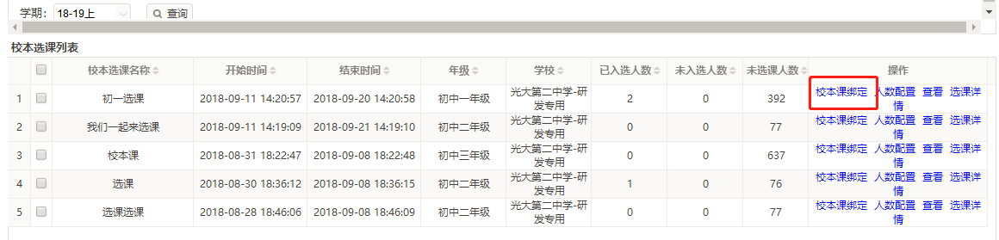 学期： 18-19上 查询
校本选课列表
校本选课名称 开始时间 结束时间 年级 学校 已入选人数 未入选人数 未选课人数 操作
1 初一选课 2018-09-11 14:20:57 2018-09-20 14:20:58 初中一年级 光大第二中学-研发专用 2 0 392 校本课绑定 人数配置 查看 选课详情
2 我们一起来选课 2018-09-11 14:19:09 2018-09-21 14:19:10 初中二年级 光大第二中学-研发专用 0 0 77 校本课绑定 人数配置 查看 选课详情
3 校本课 2018-08-31 18:22:47 2018-09-08 18:22:48 初中三年级 光大第二中学-研发专用 0 0 637 校本课绑定 人数配置 查看 选课详情
4 选课 2018-08-30 18:36:12 2018-09-08 18:36:15 初中二年级 光大第二中学-研发专用 1 0 76 校本课绑定 人数配置 查看 选课详情
5 选课选课 2018-08-28 18:46:06 2018-09-08 18:46:09 初中二年级 光大第二中学-研发专用 0 0 77 校本课绑定 人数配置 查看 选课详情